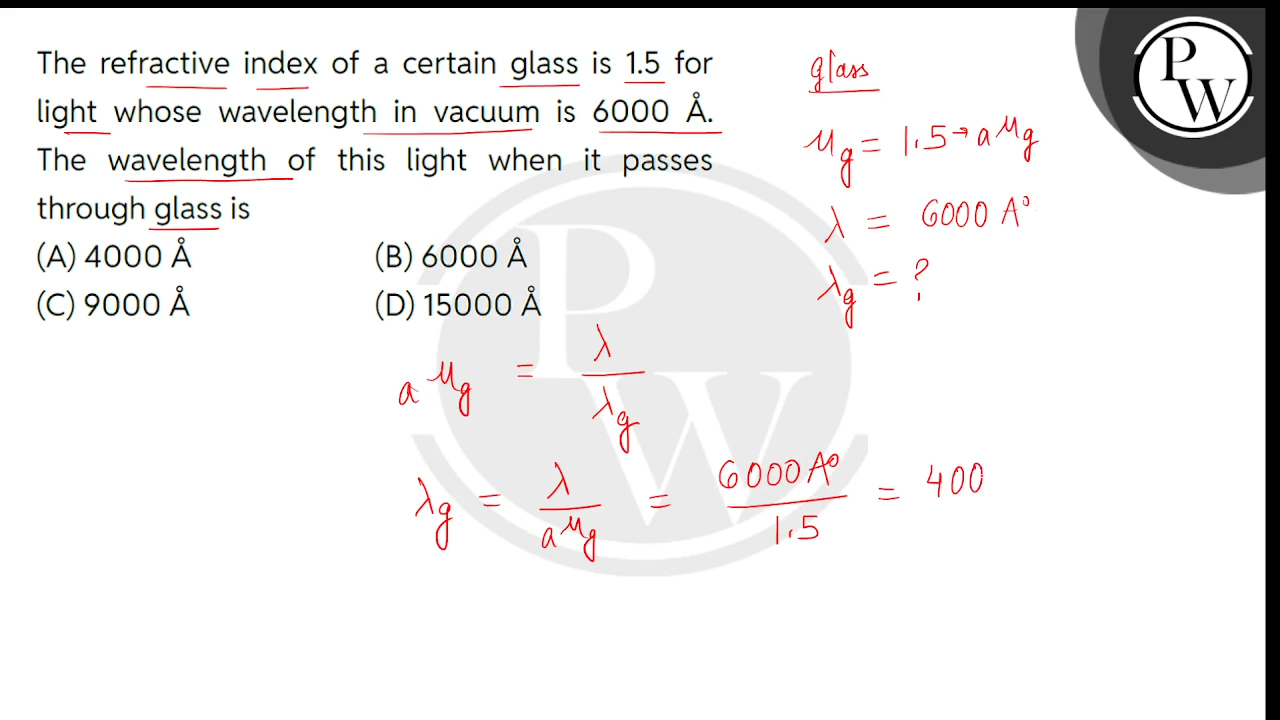 The refractive index of a certain glass is 1.5 for
light whose wavelength in vacuum is 6000 Å.
The wavelength of this light when it passes
through glass is
(A) 4000 Å (B) 6000 Å
(C) 9000 Å (D) 15000 Å
glass
μg = 1.5 → aμg
λ = 6000 A°
λg = ?
aμg = λ / λg
λg = λ / aμg = 6000 A° / 1.5 = 400
P
W
P
W